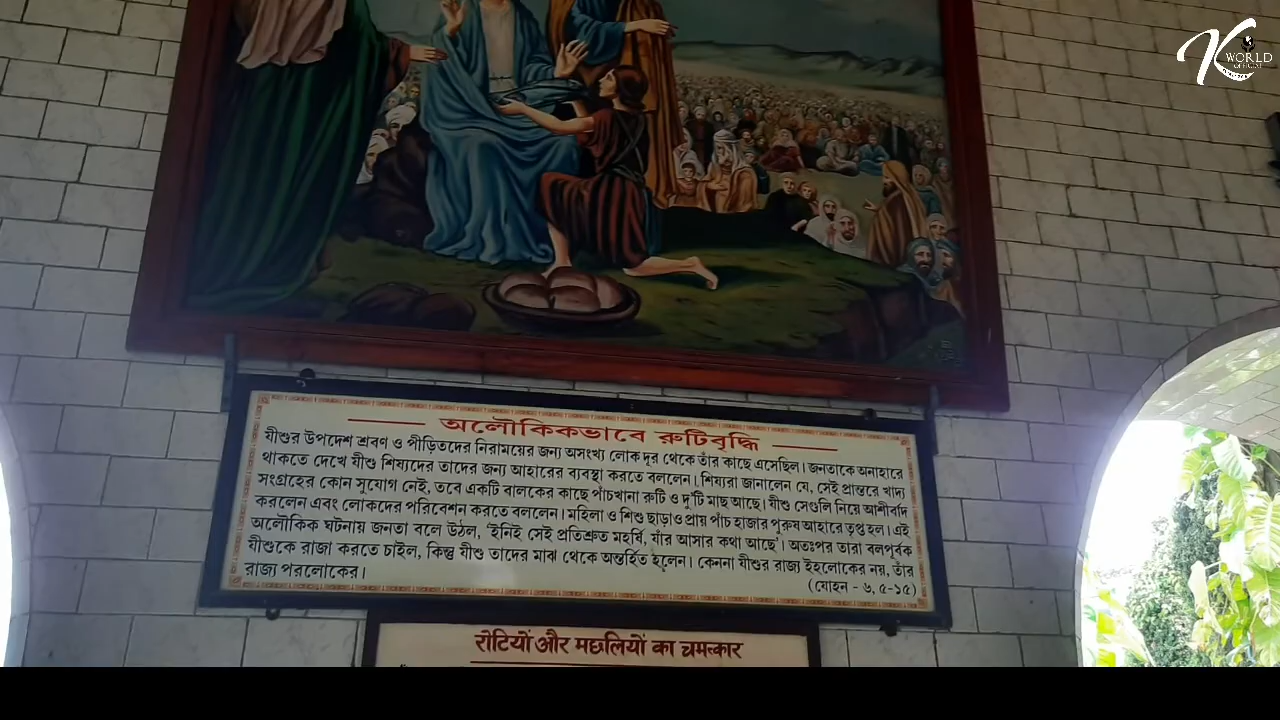 K WORLD
অলৌকিকভাবে রুটিবৃদ্ধি
যীশুর উপদেশ শ্রবণ ও পীড়িতদের নিরাময়ের জন্য অসংখ্য লোক দূর থেকে তাঁর কাছে এসেছিল। জনতাকে অনাহারে
থাকতে দেখে যীশু শিষ্যদের তাদের জন্য আহারের ব্যবস্থা করতে বললেন। শিষ্যরা জানালেন যে, সেই প্রান্তরে খাদ্য
সংগ্রহের কোন সুযোগ নেই, তবে একটি বালকের কাছে পাঁচখানা রুটি ও দু'টি মাছ আছে। যীশু সেগুলি নিয়ে আশীর্বাদ
করলেন এবং লোকদের পরিবেশন করতে বললেন। মহিলা ও শিশু ছাড়াও প্রায় পাঁচ হাজার পুরুষ আহারে তৃপ্ত হল। এই
অলৌকিক ঘটনায় জনতা বলে উঠল, 'ইনিই সেই প্রতিশ্রুত মহর্ষি, যাঁর আসার কথা আছে'। অতঃপর তারা বলপূর্বক
যীশুকে রাজা করতে চাইল, কিন্তু যীশু তাদের মাঝ থেকে অন্তর্হিত হলেন। কেননা যীশুর রাজ্য ইহলোকের নয়, তাঁর
রাজ্য পরলোকের।
(যোহন - ৬, ৫-১৫)
रोटियों और मछलियों का चमत्कार